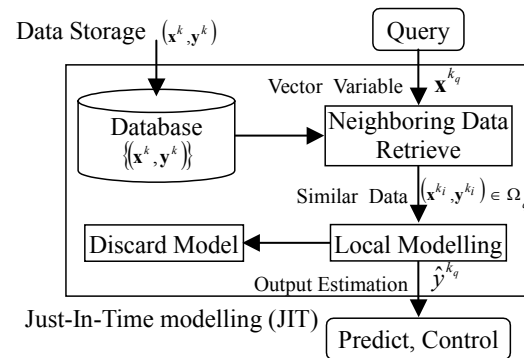 Data Storage (x^k, y^k)
Query
Vector Variable x^{k_q}
Database
{(x^k, y^k)}
Neighboring Data
Retrieve
Similar Data (x^{k_i}, y^{k_i}) ∈ Ω
Discard Model
Local Modelling
Output Estimation ŷ^{k_q}
Just-In-Time modelling (JIT)
Predict, Control